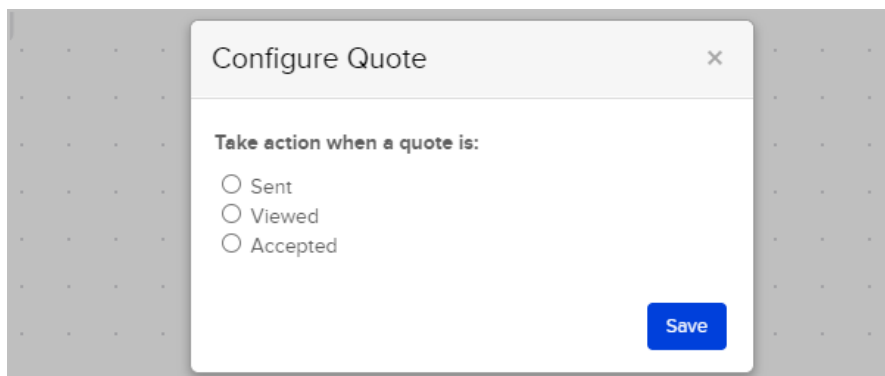 Configure Quote
Take action when a quote is:
Sent
Viewed
Accepted
Save